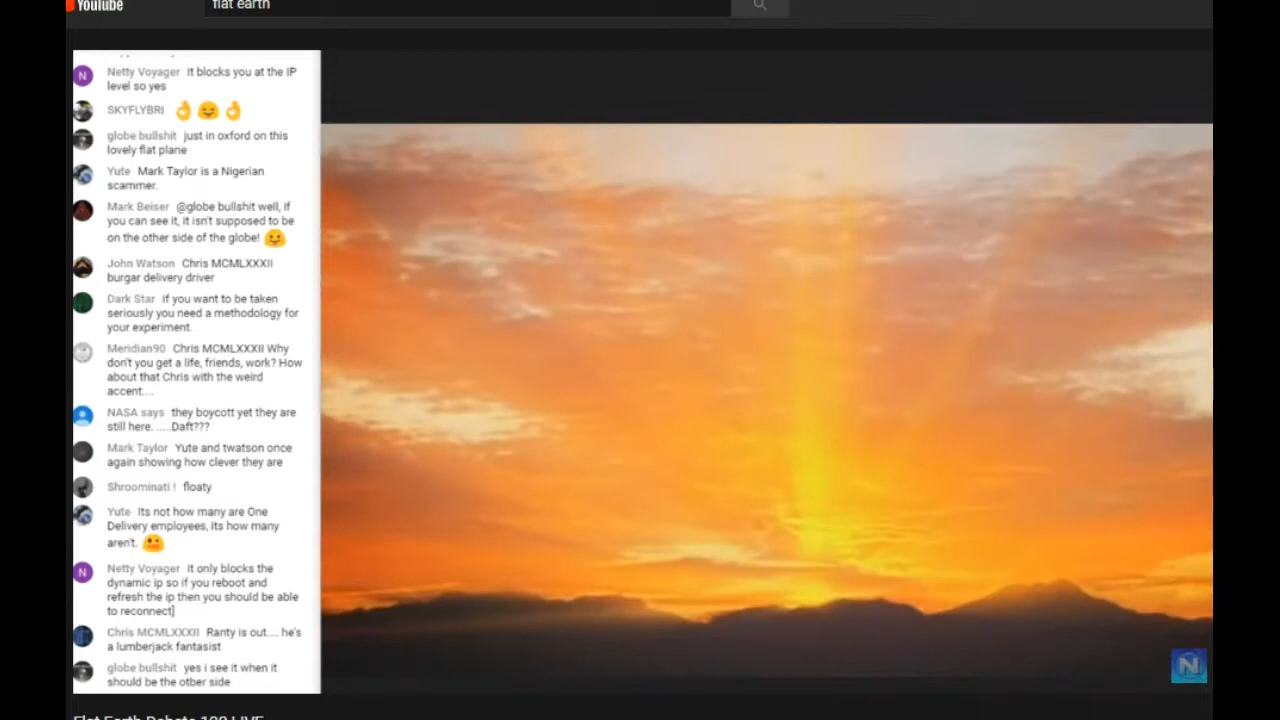 YouTube
flat earth
Netty Voyager It blocks you at the IP
level so yes
SKYFLYBRI
globe bullshit just in oxford on this
lovely flat plane
Yute Mark Taylor is a Nigerian
scammer.
Mark Beiser @globe bullshit well, if
you can see it, it isn't supposed to be
on the other side of the globe!
John Watson Chris MCMLXXXII
burgar delivery driver
Dark Star If you want to be taken
seriously you need a methodology for
your experiment.
Meridian90 Chris MCMLXXXII Why
don't you get a life, friends, work? How
about that Chris with the weird
accent....
NASA says they boycott yet they are
still here. .....Daft???
Mark Taylor Yute and twatson once
again showing how clever they are
Shroominati ! floaty
Yute Its not how many are One
Delivery employees, its how many
aren't.
N
Netty Voyager it only blocks the
dynamic ip so if you reboot and
refresh the ip then you should be able
to reconnect]
Chris MCMLXXXII Ranty is out.... he's
a lumberjack fantasist
globe bullshit yes i see it when it
should be the otber side
N
Flat Earth Debate LIVE